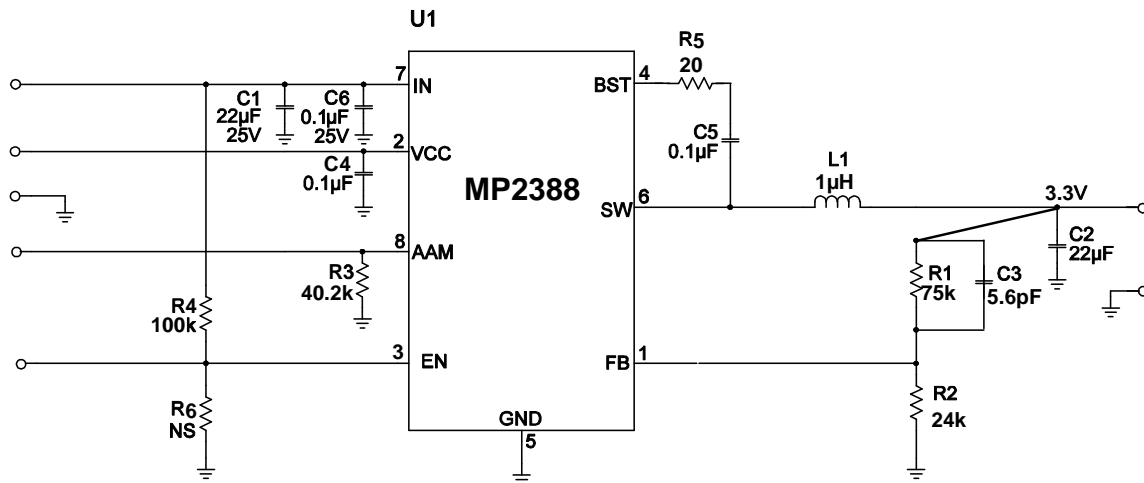 U1
MP2388
7
IN
2
VCC
8
AAM
3
EN
GND
5
BST
4
SW
6
FB
1
C1
22µF
25V
C6
0.1µF
25V
C4
0.1µF
R3
40.2k
R4
100k
R6
NS
R5
20
C5
0.1µF
L1
1µH
3.3V
C2
22µF
R1
75k
C3
5.6pF
R2
24k